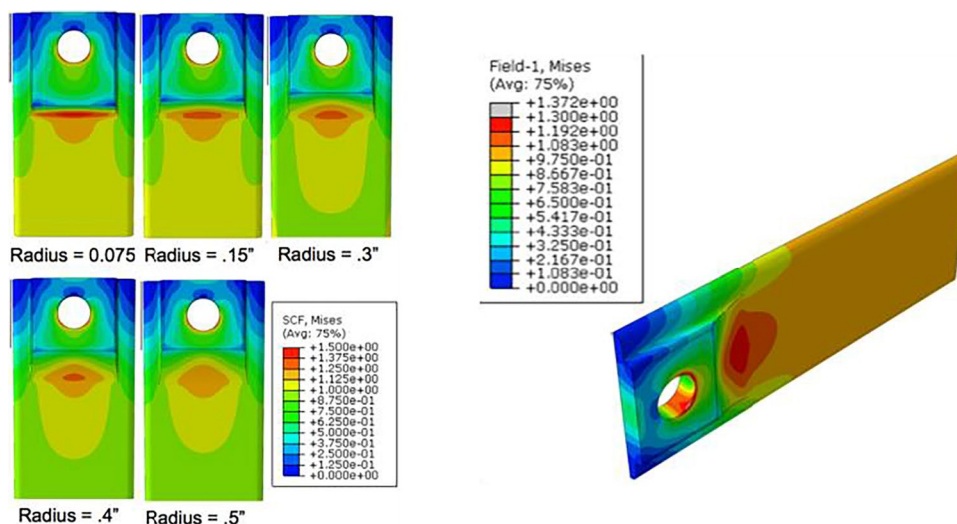 Radius = 0.075
Radius = .15”
Radius = .3”
Radius = .4”
Radius = .5”
SCF, Mises
(Avg: 75%)
+1.500e+00
+1.375e+00
+1.250e+00
+1.125e+00
+1.000e+00
+8.750e-01
+7.500e-01
+6.250e-01
+5.000e-01
+3.750e-01
+2.500e-01
+1.250e-01
+0.000e+00
Field-1, Mises
(Avg: 75%)
+1.372e+00
+1.300e+00
+1.192e+00
+1.083e+00
+9.750e-01
+8.667e-01
+7.583e-01
+6.500e-01
+5.417e-01
+4.333e-01
+3.250e-01
+2.167e-01
+1.083e-01
+0.000e+00